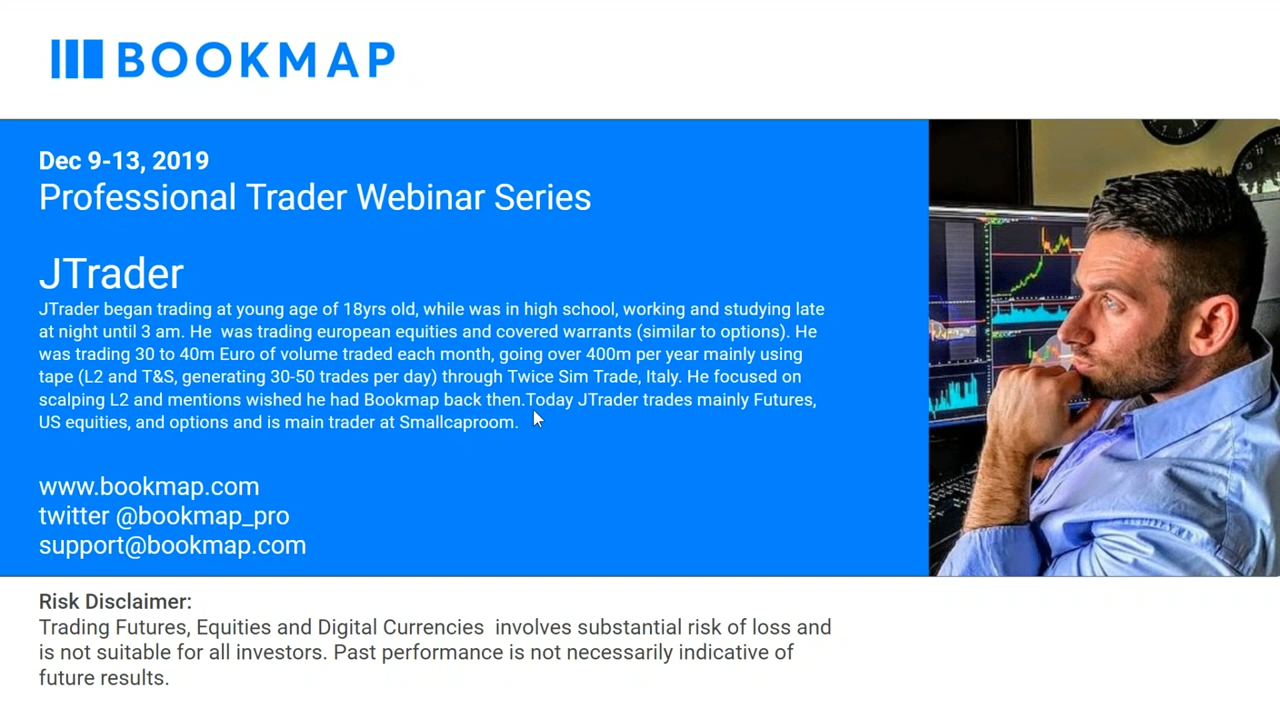 BOOKMAP
Dec 9-13, 2019
Professional Trader Webinar Series
JTrader
JTrader began trading at young age of 18yrs old, while was in high school, working and studying late
at night until 3 am. He  was trading european equities and covered warrants (similar to options). He
was trading 30 to 40m Euro of volume traded each month, going over 400m per year mainly using
tape (L2 and T&S, generating 30-50 trades per day) through Twice Sim Trade, Italy. He focused on
scalping L2 and mentions wished he had Bookmap back then.Today JTrader trades mainly Futures,
US equities, and options and is main trader at Smallcaproom.
www.bookmap.com
twitter @bookmap_pro
support@bookmap.com
Risk Disclaimer:
Trading Futures, Equities and Digital Currencies  involves substantial risk of loss and
is not suitable for all investors. Past performance is not necessarily indicative of
future results.